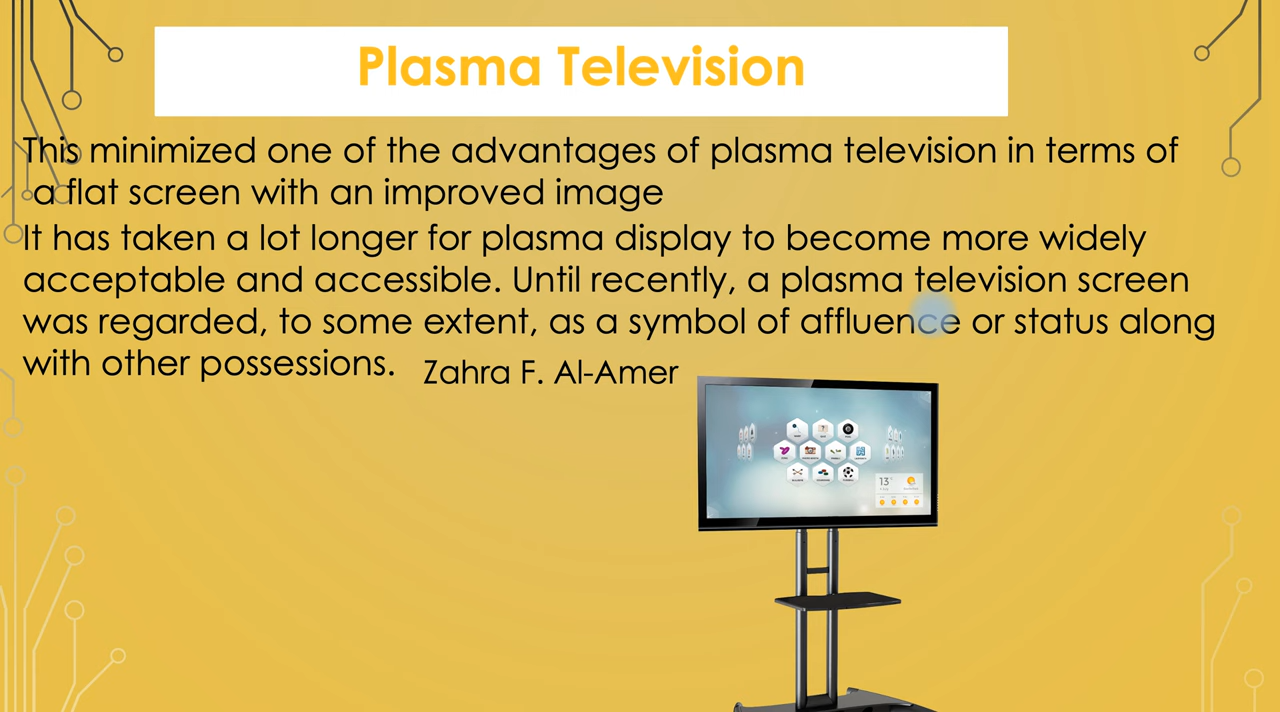 Plasma Television
This minimized one of the advantages of plasma television in terms of
a flat screen with an improved image
It has taken a lot longer for plasma display to become more widely
acceptable and accessible. Until recently, a plasma television screen
was regarded, to some extent, as a symbol of affluence or status along
with other possessions.
Zahra F. Al-Amer
13°